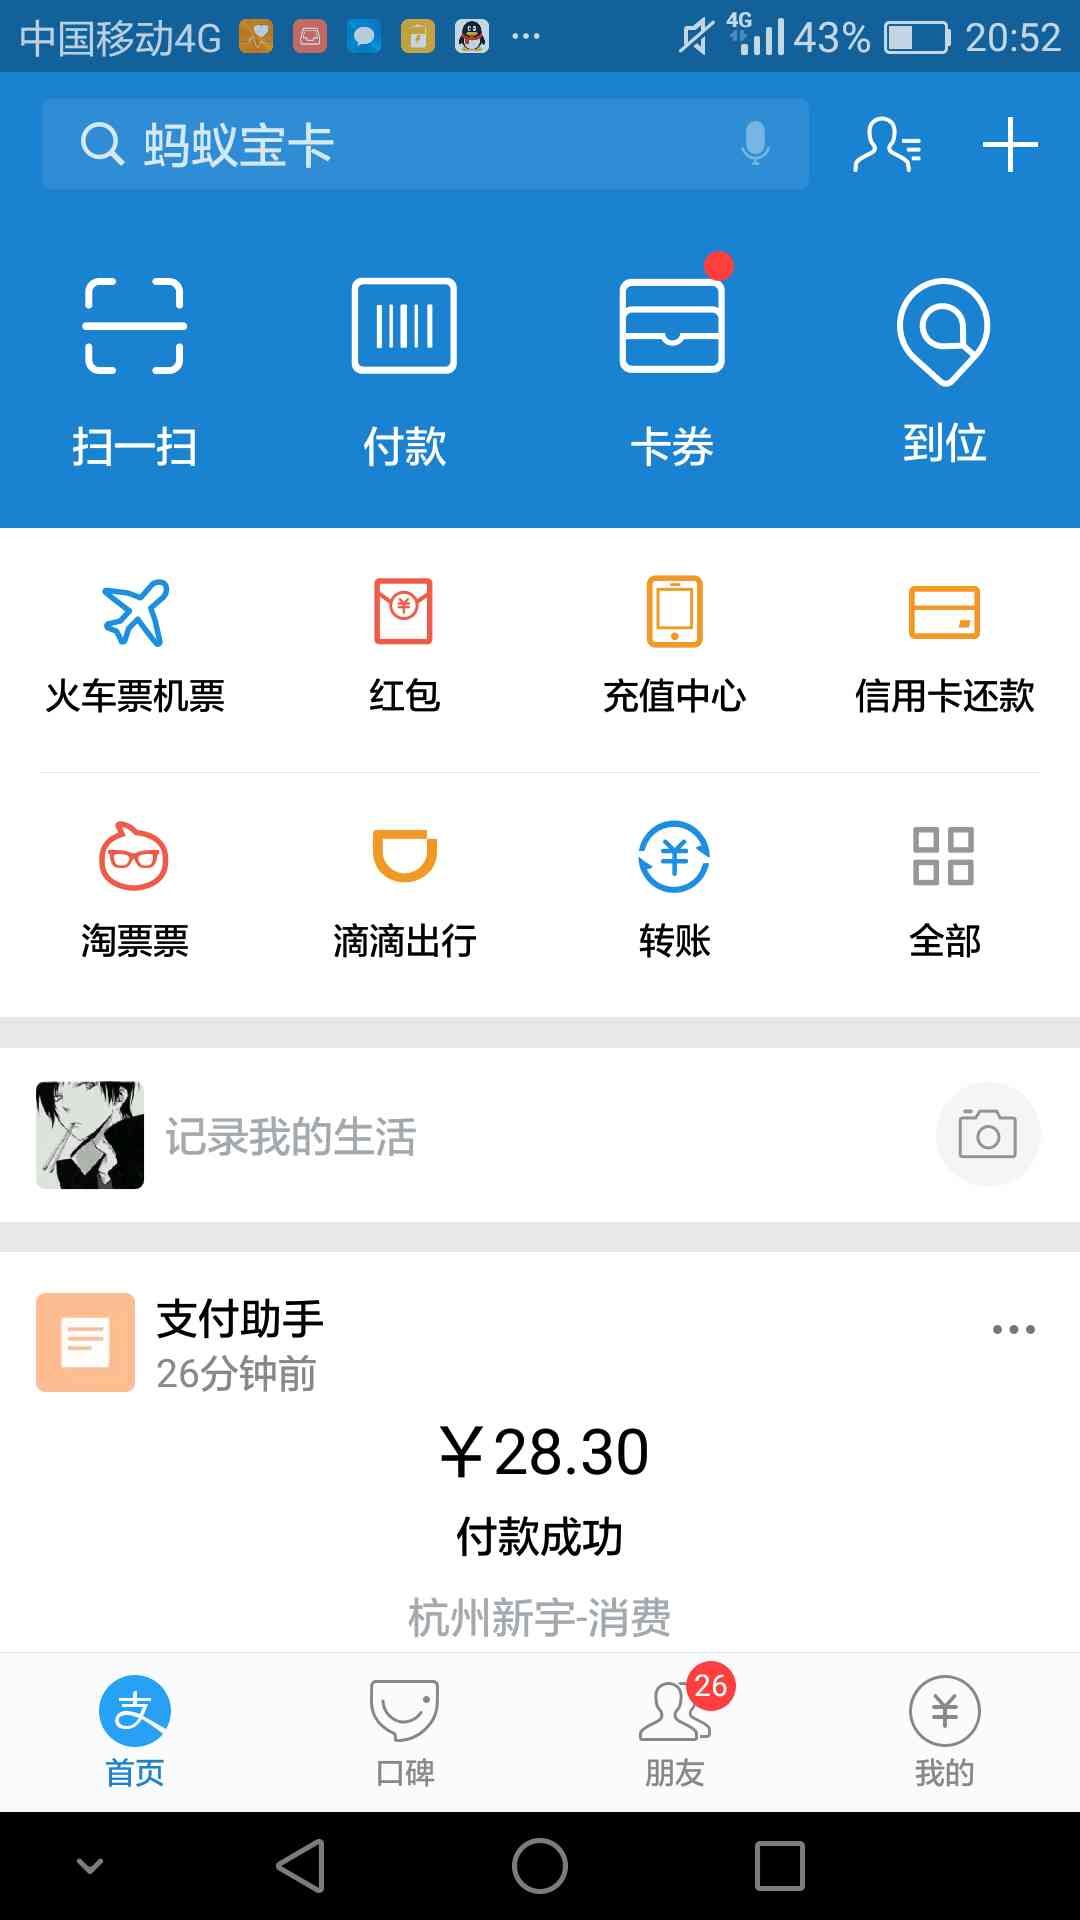 中国移动4G 4G 43% 20:52
蚂蚁宝卡
扫一扫 付款 卡券 到位
火车票机票 红包 充值中心 信用卡还款
淘票票 滴滴出行 转账 全部
记录我的生活
支付助手
26分钟前
￥28.30
付款成功
杭州新宇-消费
26
首页 口碑 朋友 我的